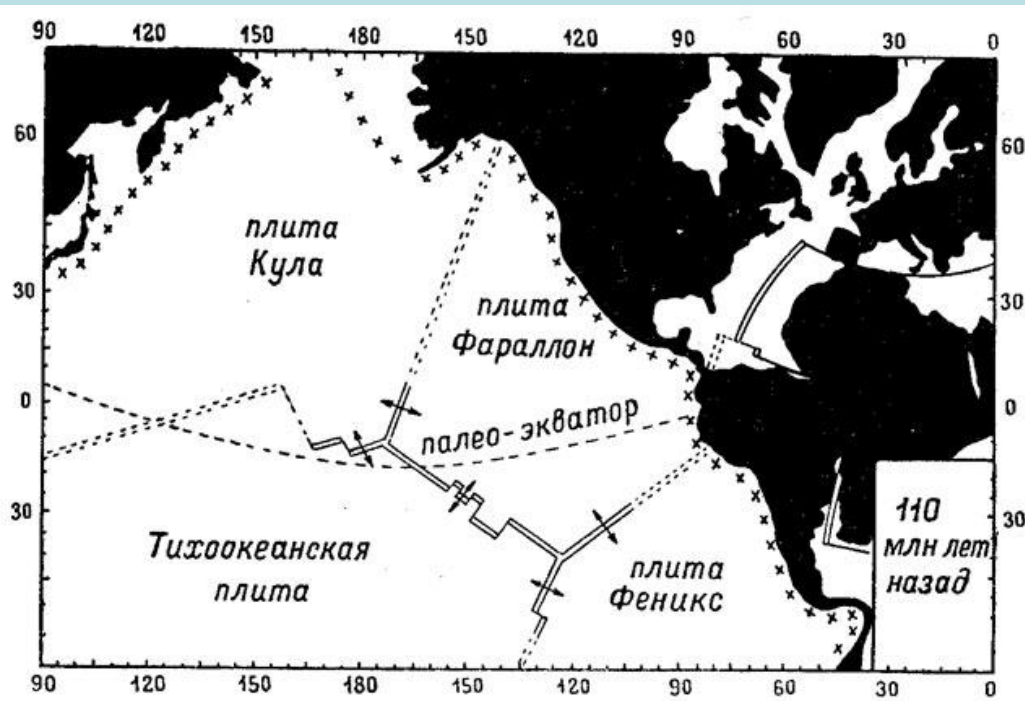 90 120 150 180 150 120 90 60 30 0
60 60
плита
Кула
30 30
плита
Фараллон
0 0
палео-экватор
30 30
110
млн лет
назад
Тихоокеанская
плита
плита
Феникс
90 120 150 180 150 120 90 60 30 0